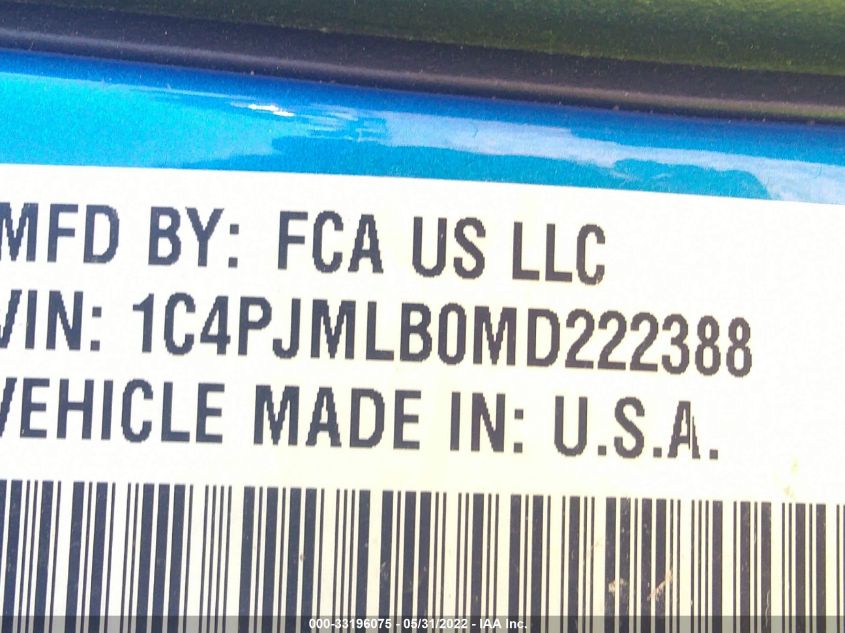 MFD BY: FCA US LLC
VIN: 1C4PJMLB0MD222388
VEHICLE MADE IN: U.S.A.
000-33196075 - 05/31/2022 - IAA Inc.